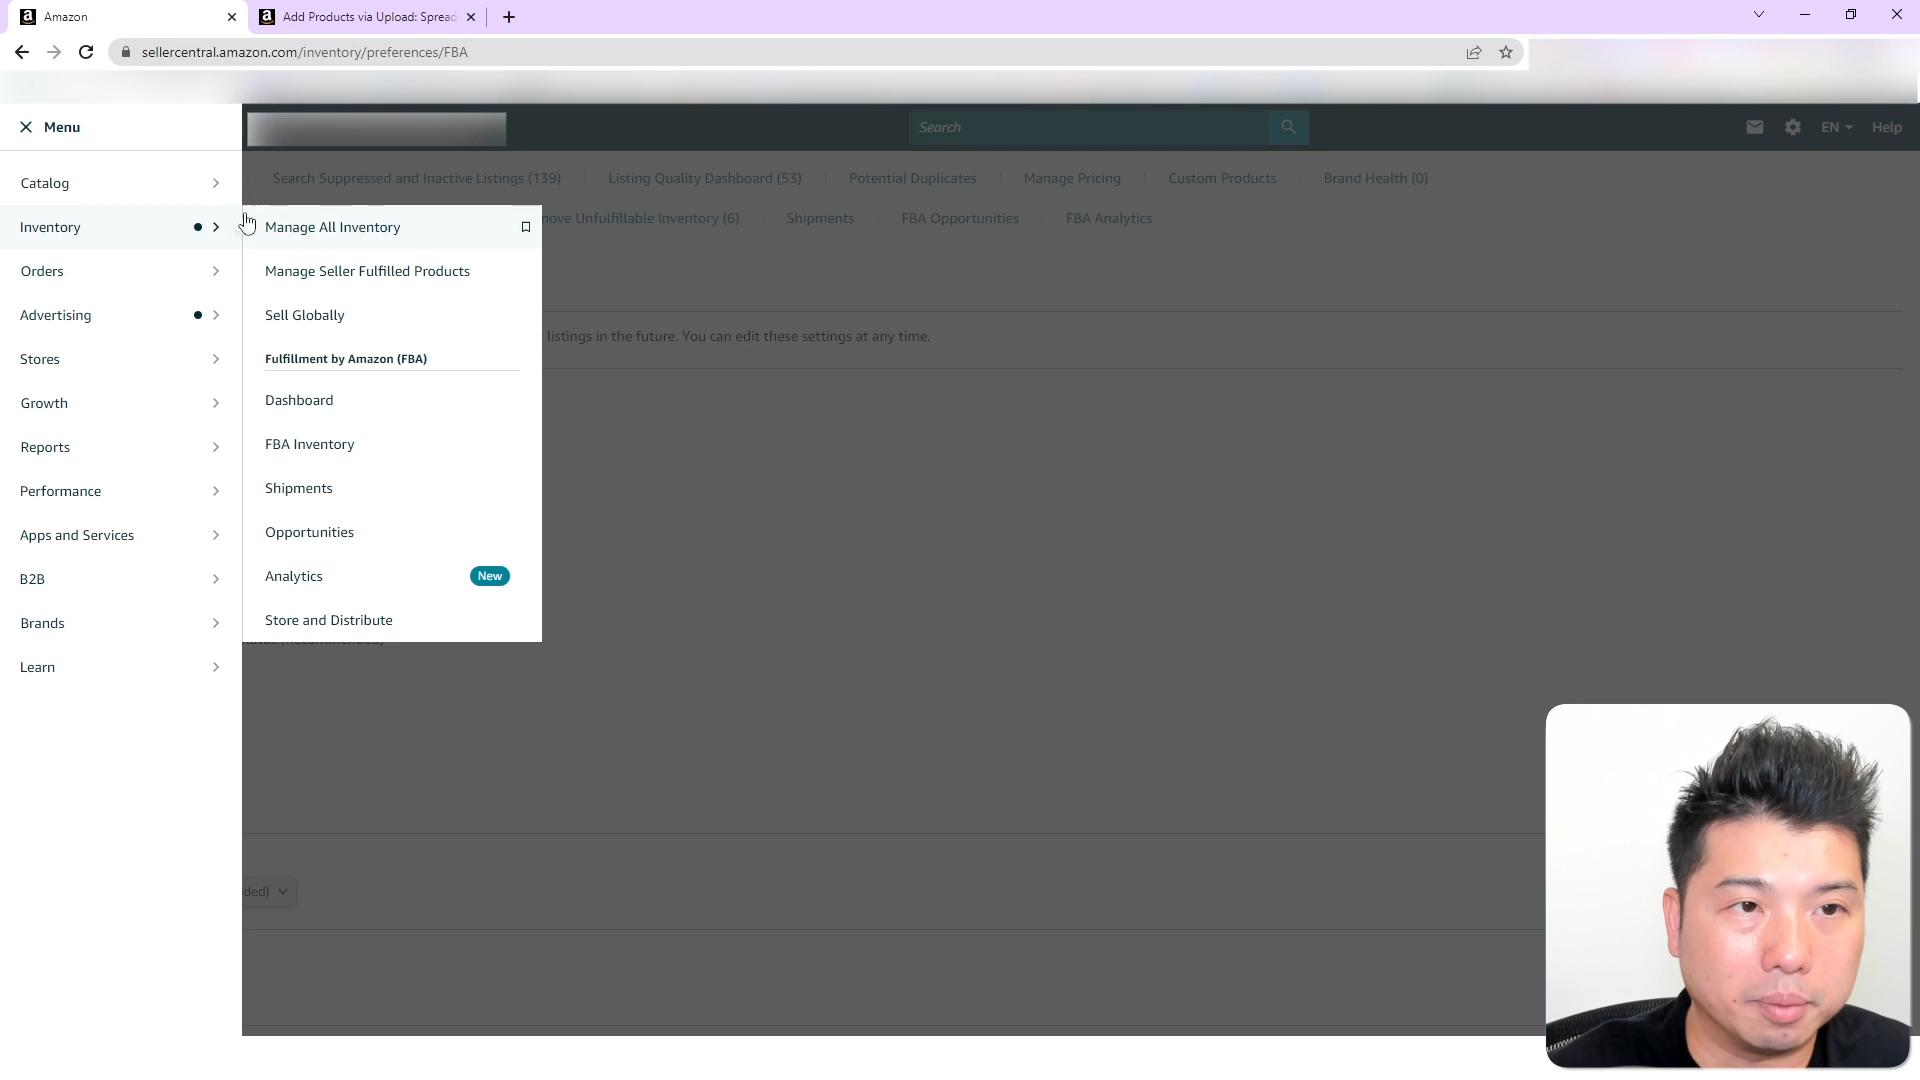 Amazon
Add Products via Upload: Spread
sellercentral.amazon.com/inventory/preferences/FBA
Menu
Search
EN
Help
Catalog
Inventory
Orders
Advertising
Stores
Growth
Reports
Performance
Apps and Services
B2B
Brands
Learn
Search Suppressed and Inactive Listings (139)
Listing Quality Dashboard (53)
Potential Duplicates
Manage Pricing
Custom Products
Brand Health (0)
move Unfulfillable Inventory (6)
Shipments
FBA Opportunities
FBA Analytics
Manage All Inventory
Manage Seller Fulfilled Products
Sell Globally
Fulfillment by Amazon (FBA)
Dashboard
FBA Inventory
Shipments
Opportunities
Analytics
New
Store and Distribute
listings in the future. You can edit these settings at any time.
ded)